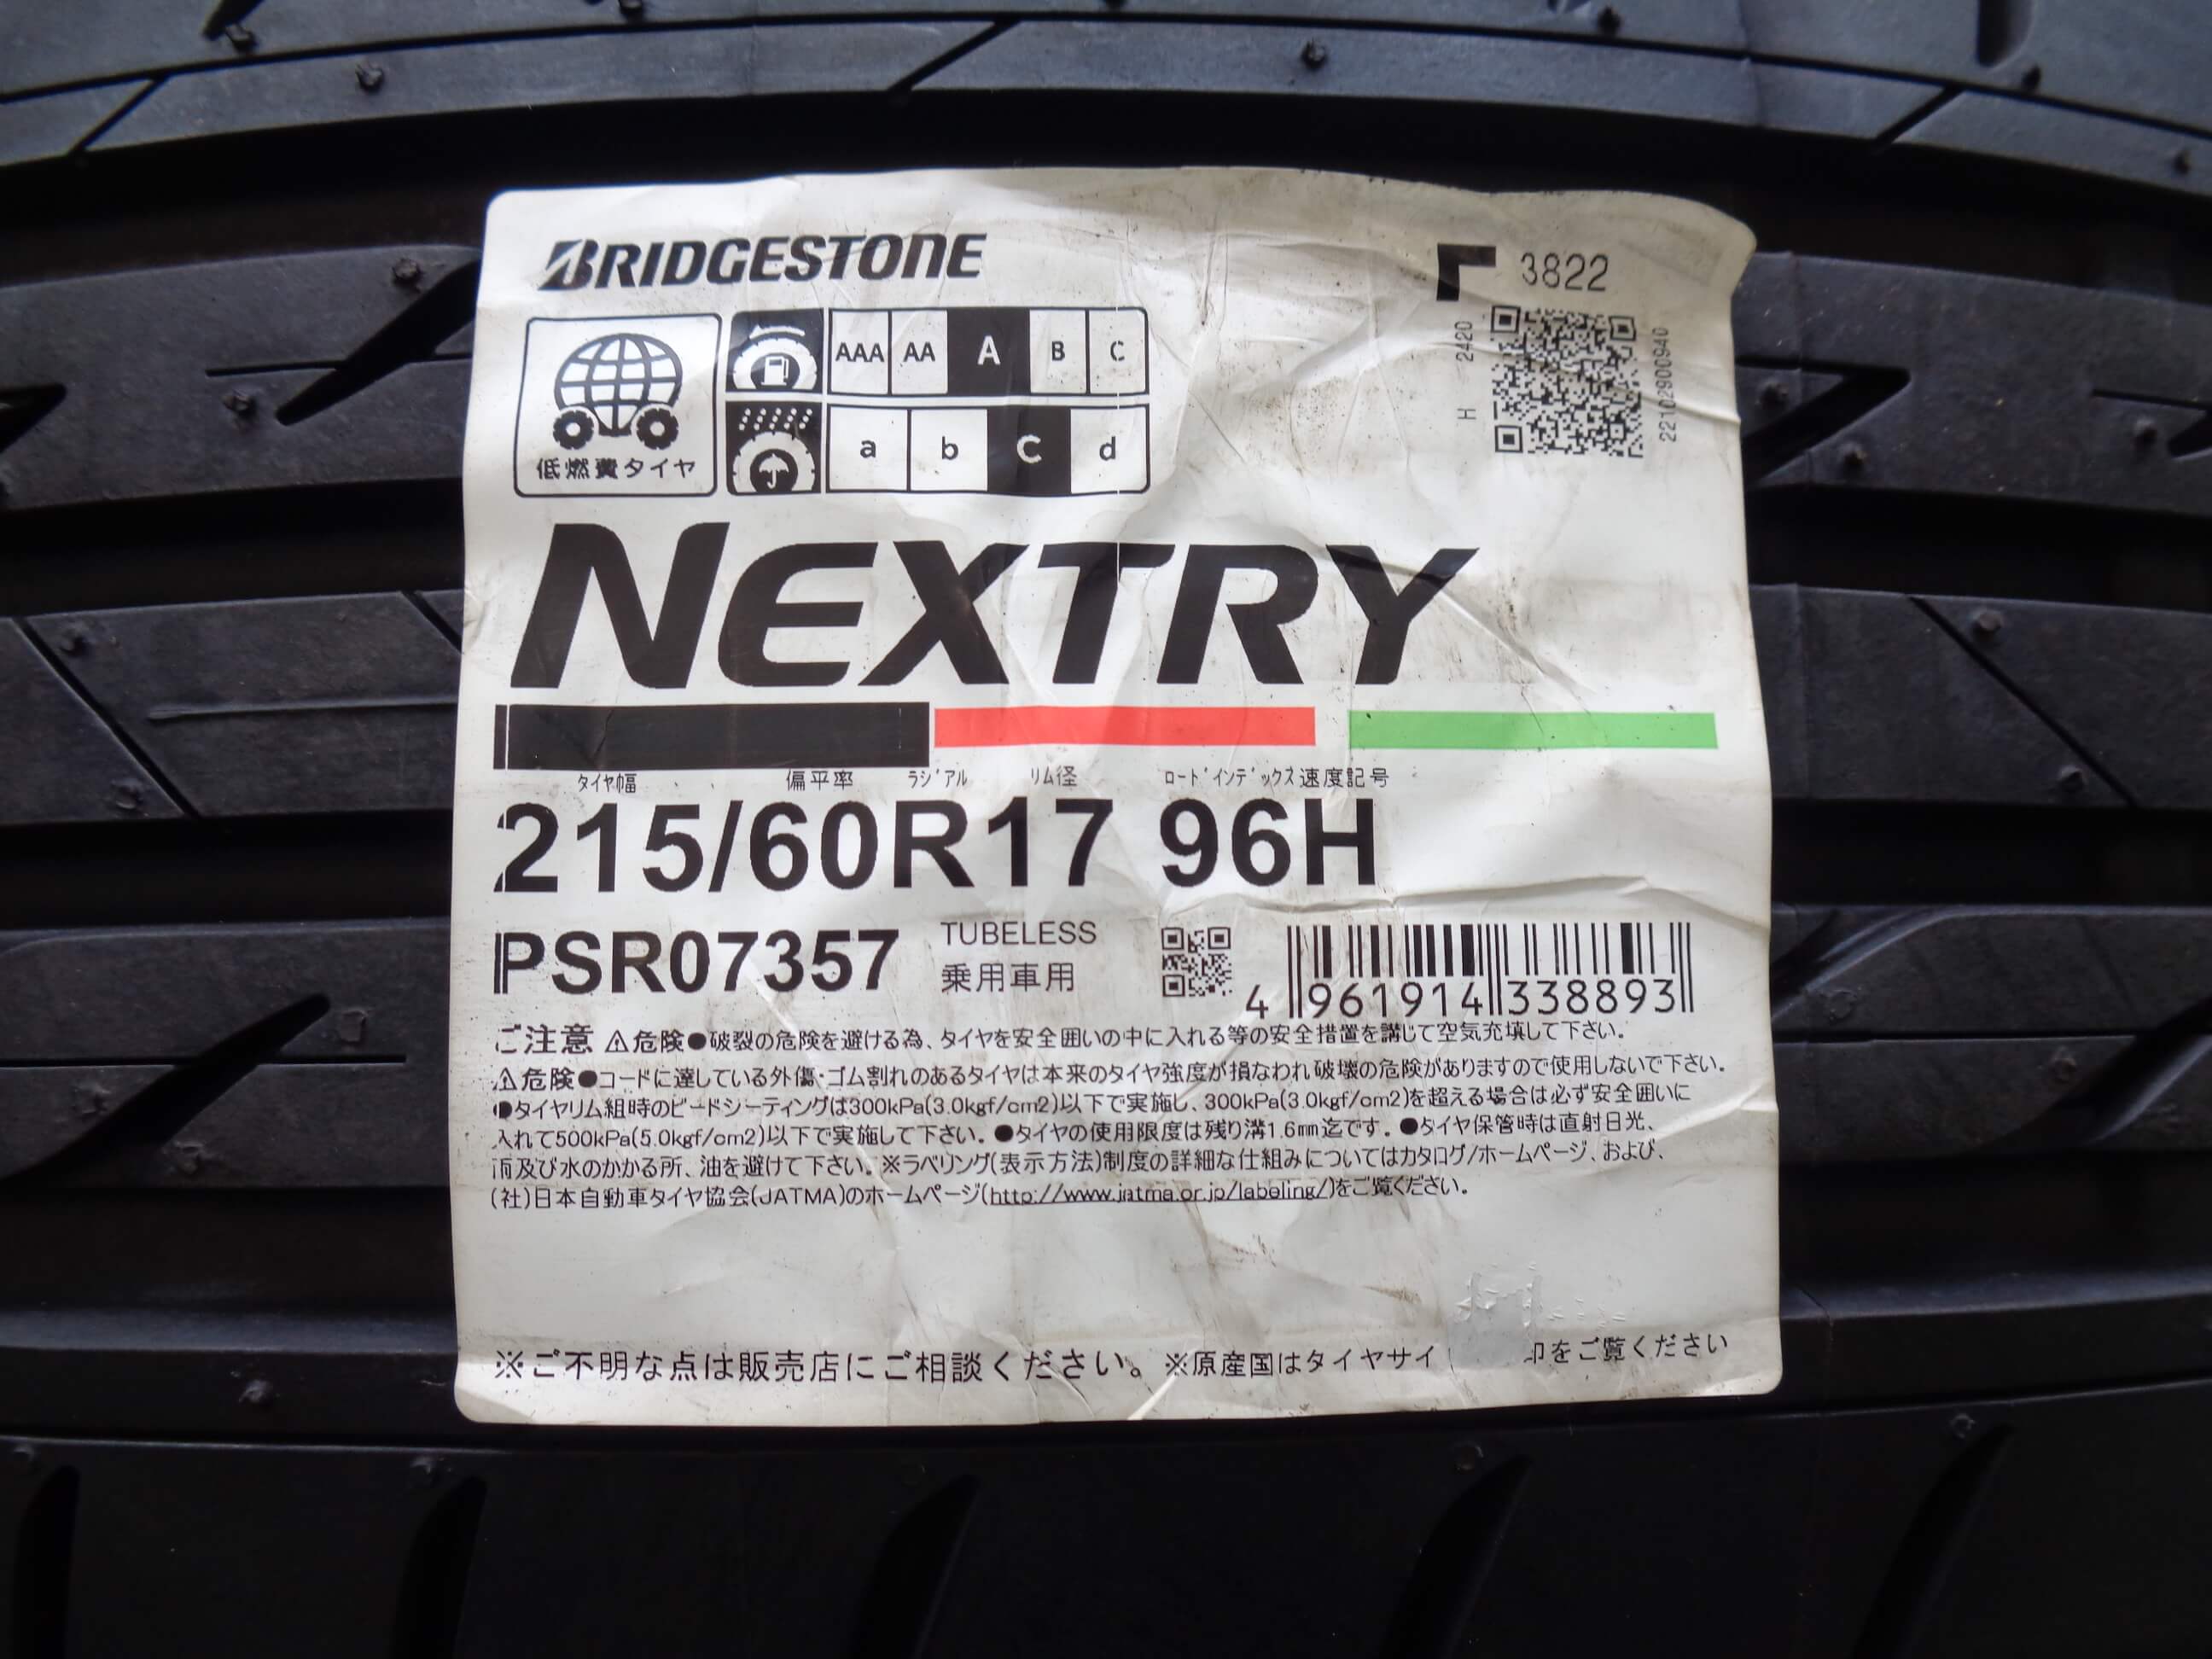 BRIDGESTONE
3822
H 2420
22102900940
AAA AA A B C
a b c d
低燃費タイヤ
NEXTRY
タイヤ幅 偏平率 ラジアル リム径 ロードインデックス 速度記号
215/60R17 96H
PSR07357 TUBELESS
乗用車用
4 961914 338893
ご注意 ⚠危険●破裂の危険を避ける為、タイヤを安全囲いの中に入れる等の安全措置を講じて空気充填して下さい。
⚠危険●コードに達している外傷・ゴム割れのあるタイヤは本来のタイヤ強度が損なわれ破壊の危険がありますので使用しないで下さい。
●タイヤリム組時のビードシーティングは300kPa(3.0kgf/cm2)以下で実施し、300kPa(3.0kgf/cm2)を超える場合は必ず安全囲いに
入れて500kPa(5.0kgf/cm2)以下で実施して下さい。●タイヤの使用限度は残り溝1.6mm迄です。●タイヤ保管時は直射日光、
雨及び水のかかる所、油を避けて下さい。※ラベリング(表示方法)制度の詳細な仕組みについてはカタログ/ホームページ、および、
(社)日本自動車タイヤ協会(JATMA)のホームページ(http://www.jatma.or.jp/labeling/)をご覧ください。
※ご不明な点は販売店にご相談ください。※原産国はタイヤサイ 印をご覧ください